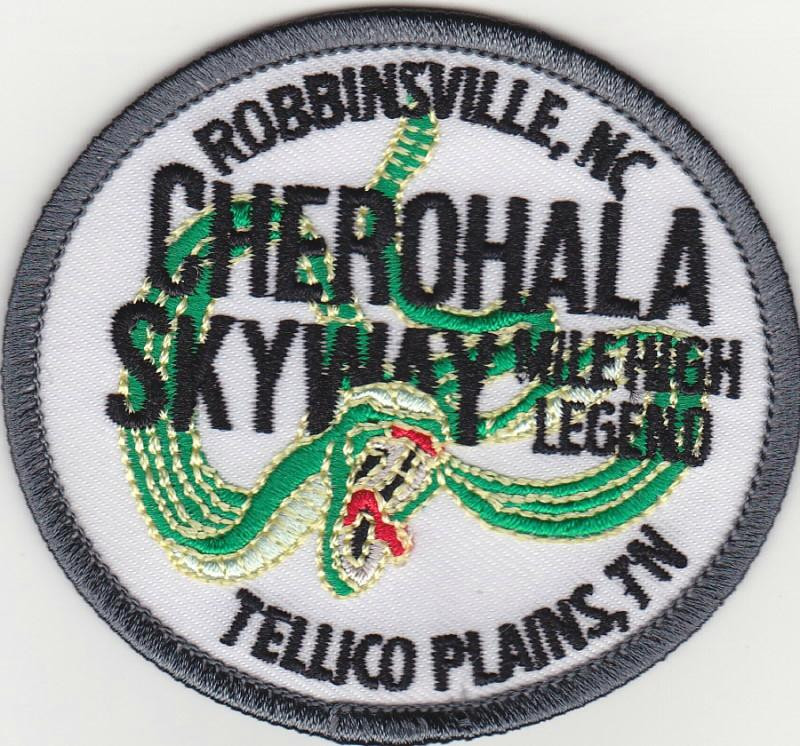 ROBBINSVILLE, NC
CHEROHALA
SKYWAY
MILE HIGH
LEGEND
TELLICO PLAINS, TN